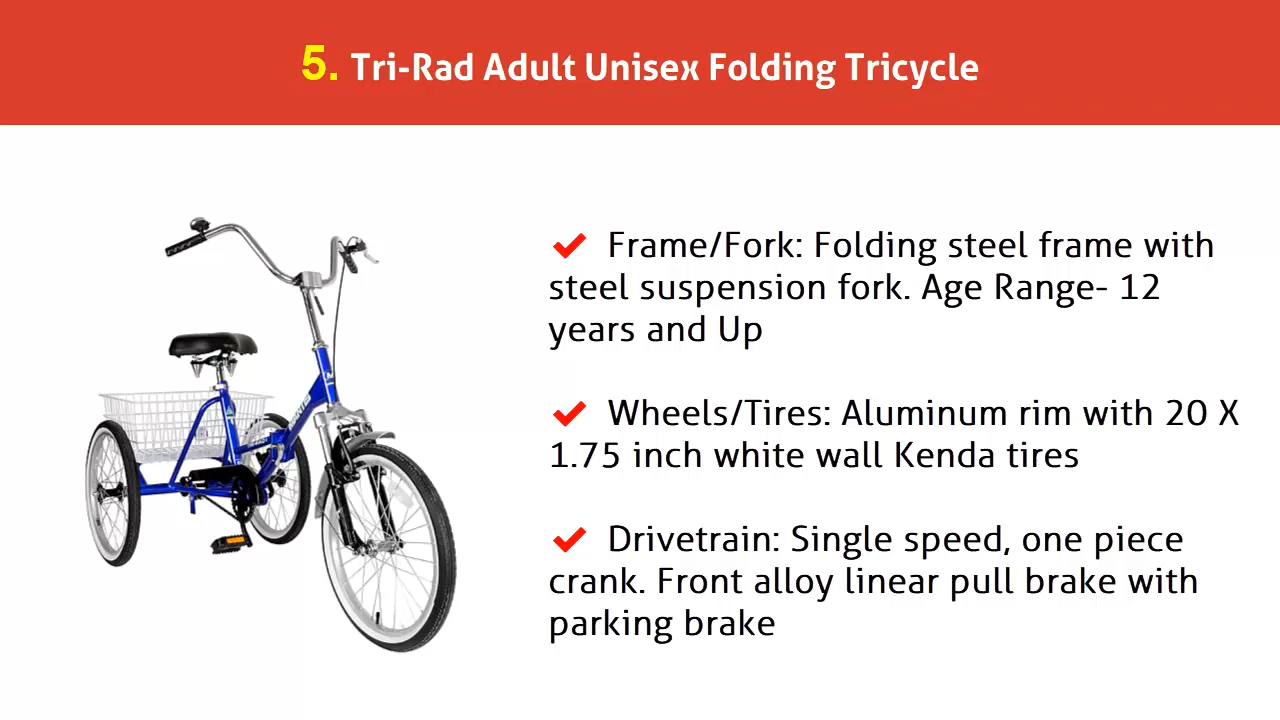 5. Tri-Rad Adult Unisex Folding Tricycle
Frame/Fork: Folding steel frame with
steel suspension fork. Age Range- 12
years and Up
Wheels/Tires: Aluminum rim with 20 X
1.75 inch white wall Kenda tires
Drivetrain: Single speed, one piece
crank. Front alloy linear pull brake with
parking brake